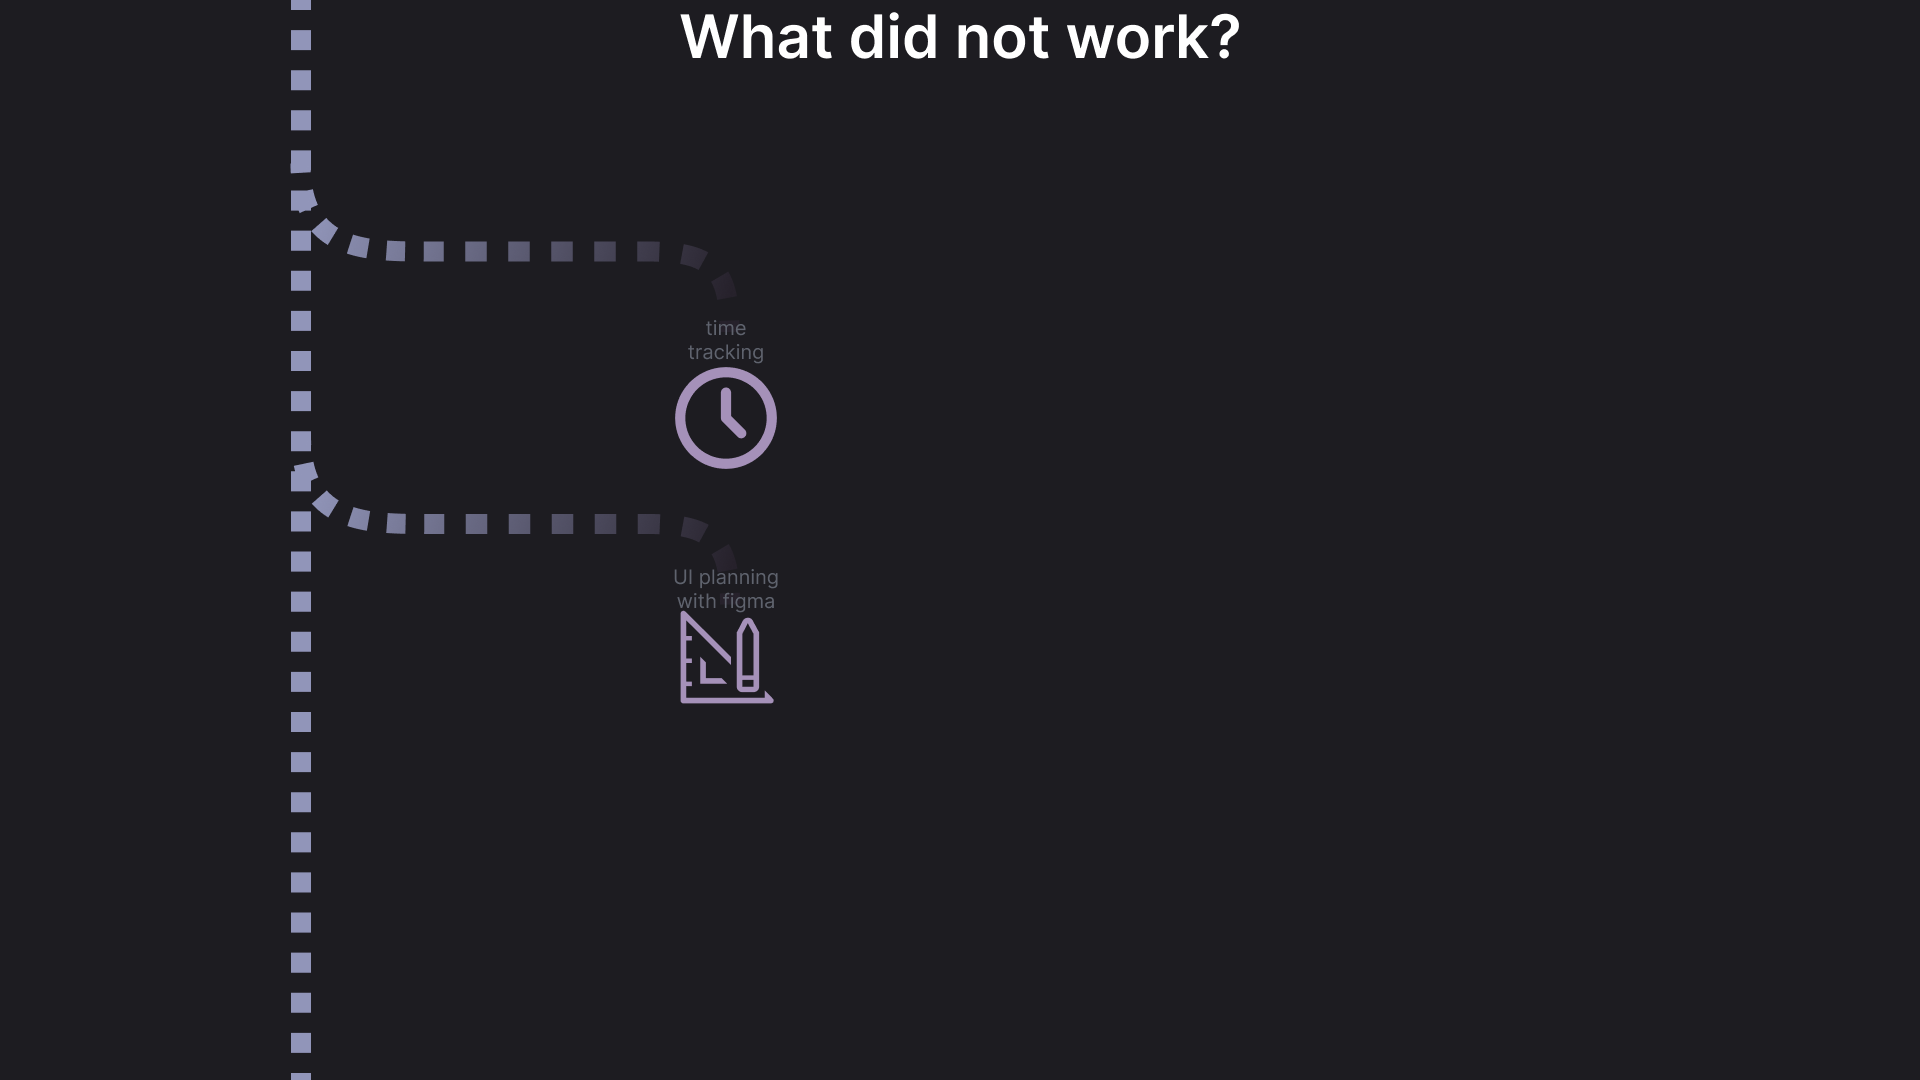 What did not work?
time
tracking
UI planning
with figma